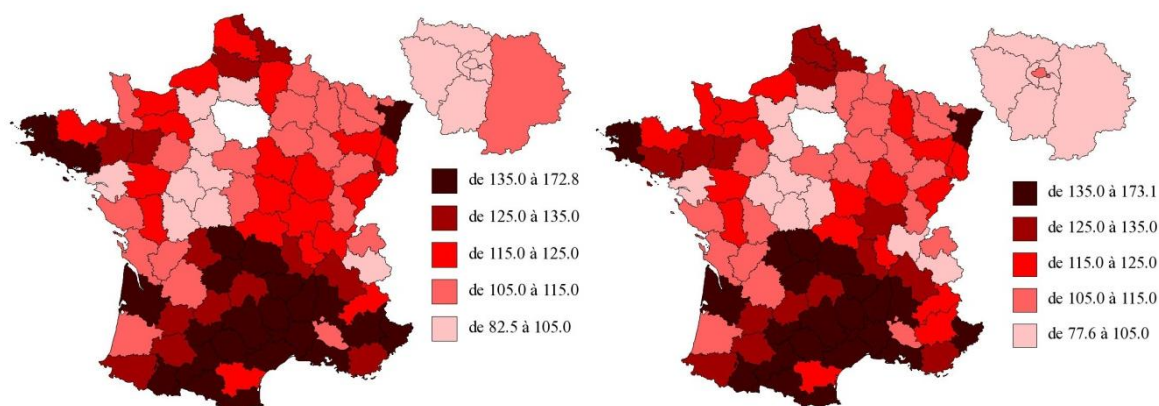 de 135.0 à 172.8
de 125.0 à 135.0
de 115.0 à 125.0
de 105.0 à 115.0
de 82.5 à 105.0
de 135.0 à 173.1
de 125.0 à 135.0
de 115.0 à 125.0
de 105.0 à 115.0
de 77.6 à 105.0